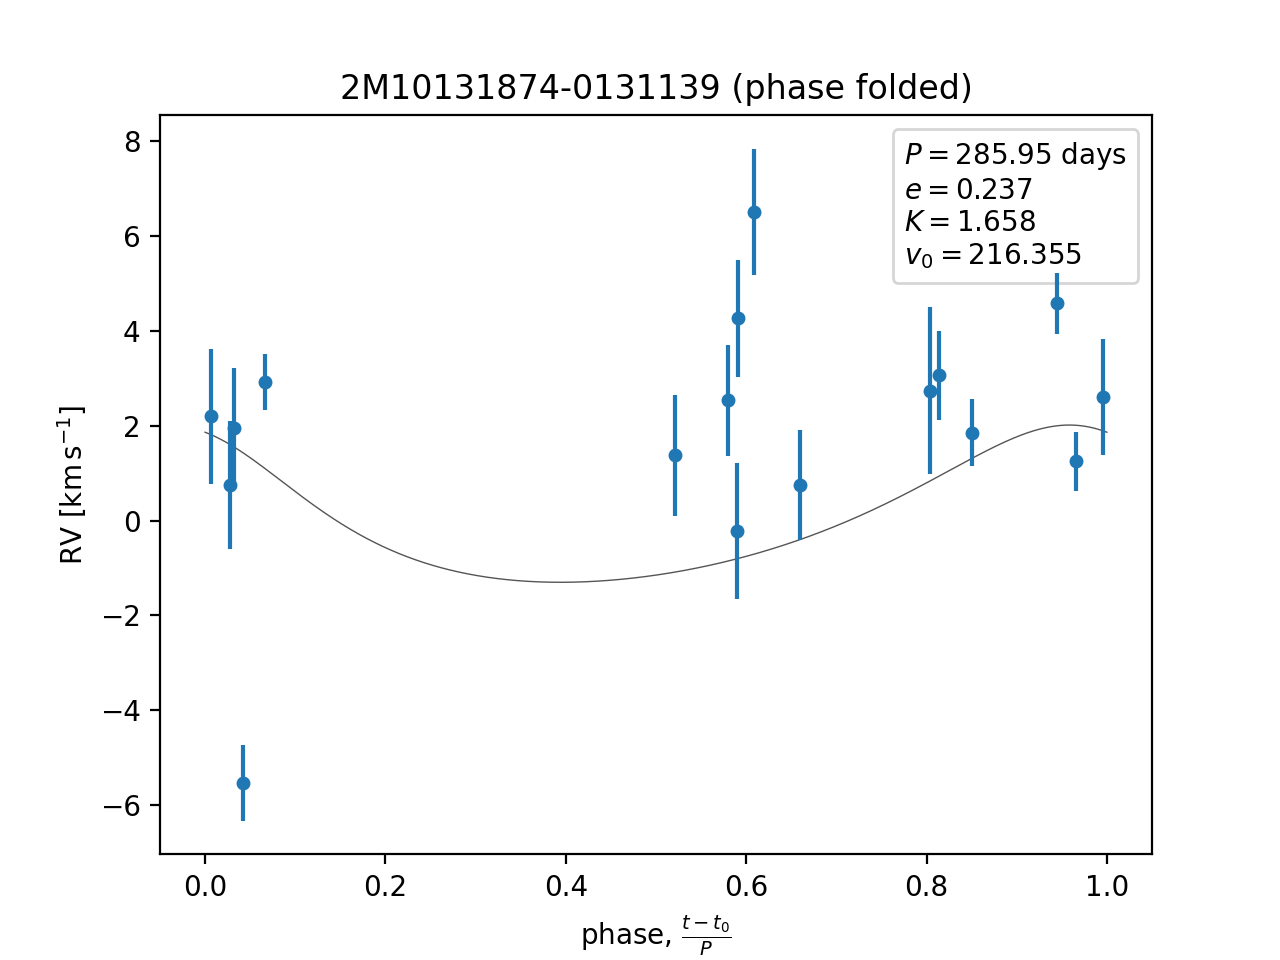 2M10131874-0131139 (phase folded)
P = 285.95 days
e = 0.237
K = 1.658
v₀ = 216.355
RV [km s⁻¹]
8
6
4
2
0
−2
−4
−6
0.0 0.2 0.4 0.6 0.8 1.0
phase, (t − t₀)/P